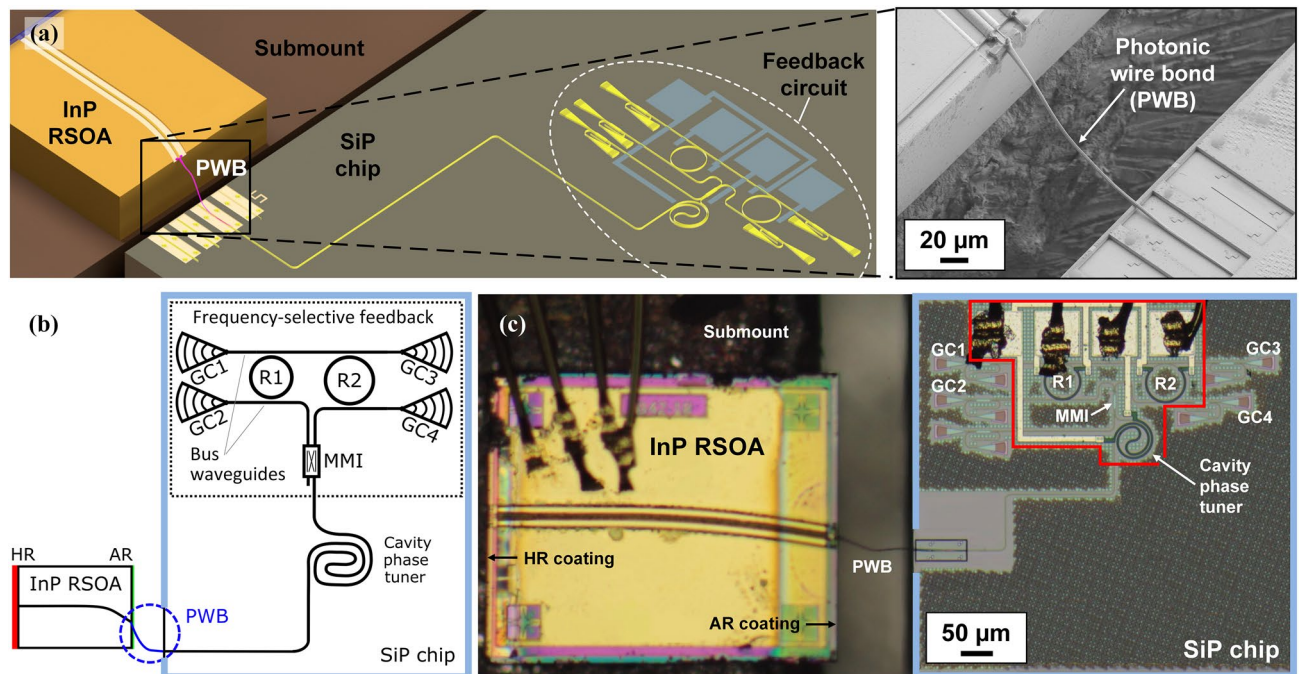 (a)
Submount
InP
RSOA
PWB
SiP
chip
Feedback
circuit
Photonic
wire bond
(PWB)
20 µm
(b)
Frequency-selective feedback
GC1
GC3
R1
R2
GC2
GC4
Bus
waveguides
MMI
Cavity
phase
tuner
HR
AR
InP RSOA
PWB
SiP chip
(c)
Submount
InP RSOA
HR coating
AR coating
PWB
GC1
GC2
R1
R2
GC3
GC4
MMI
Cavity
phase
tuner
50 µm
SiP chip